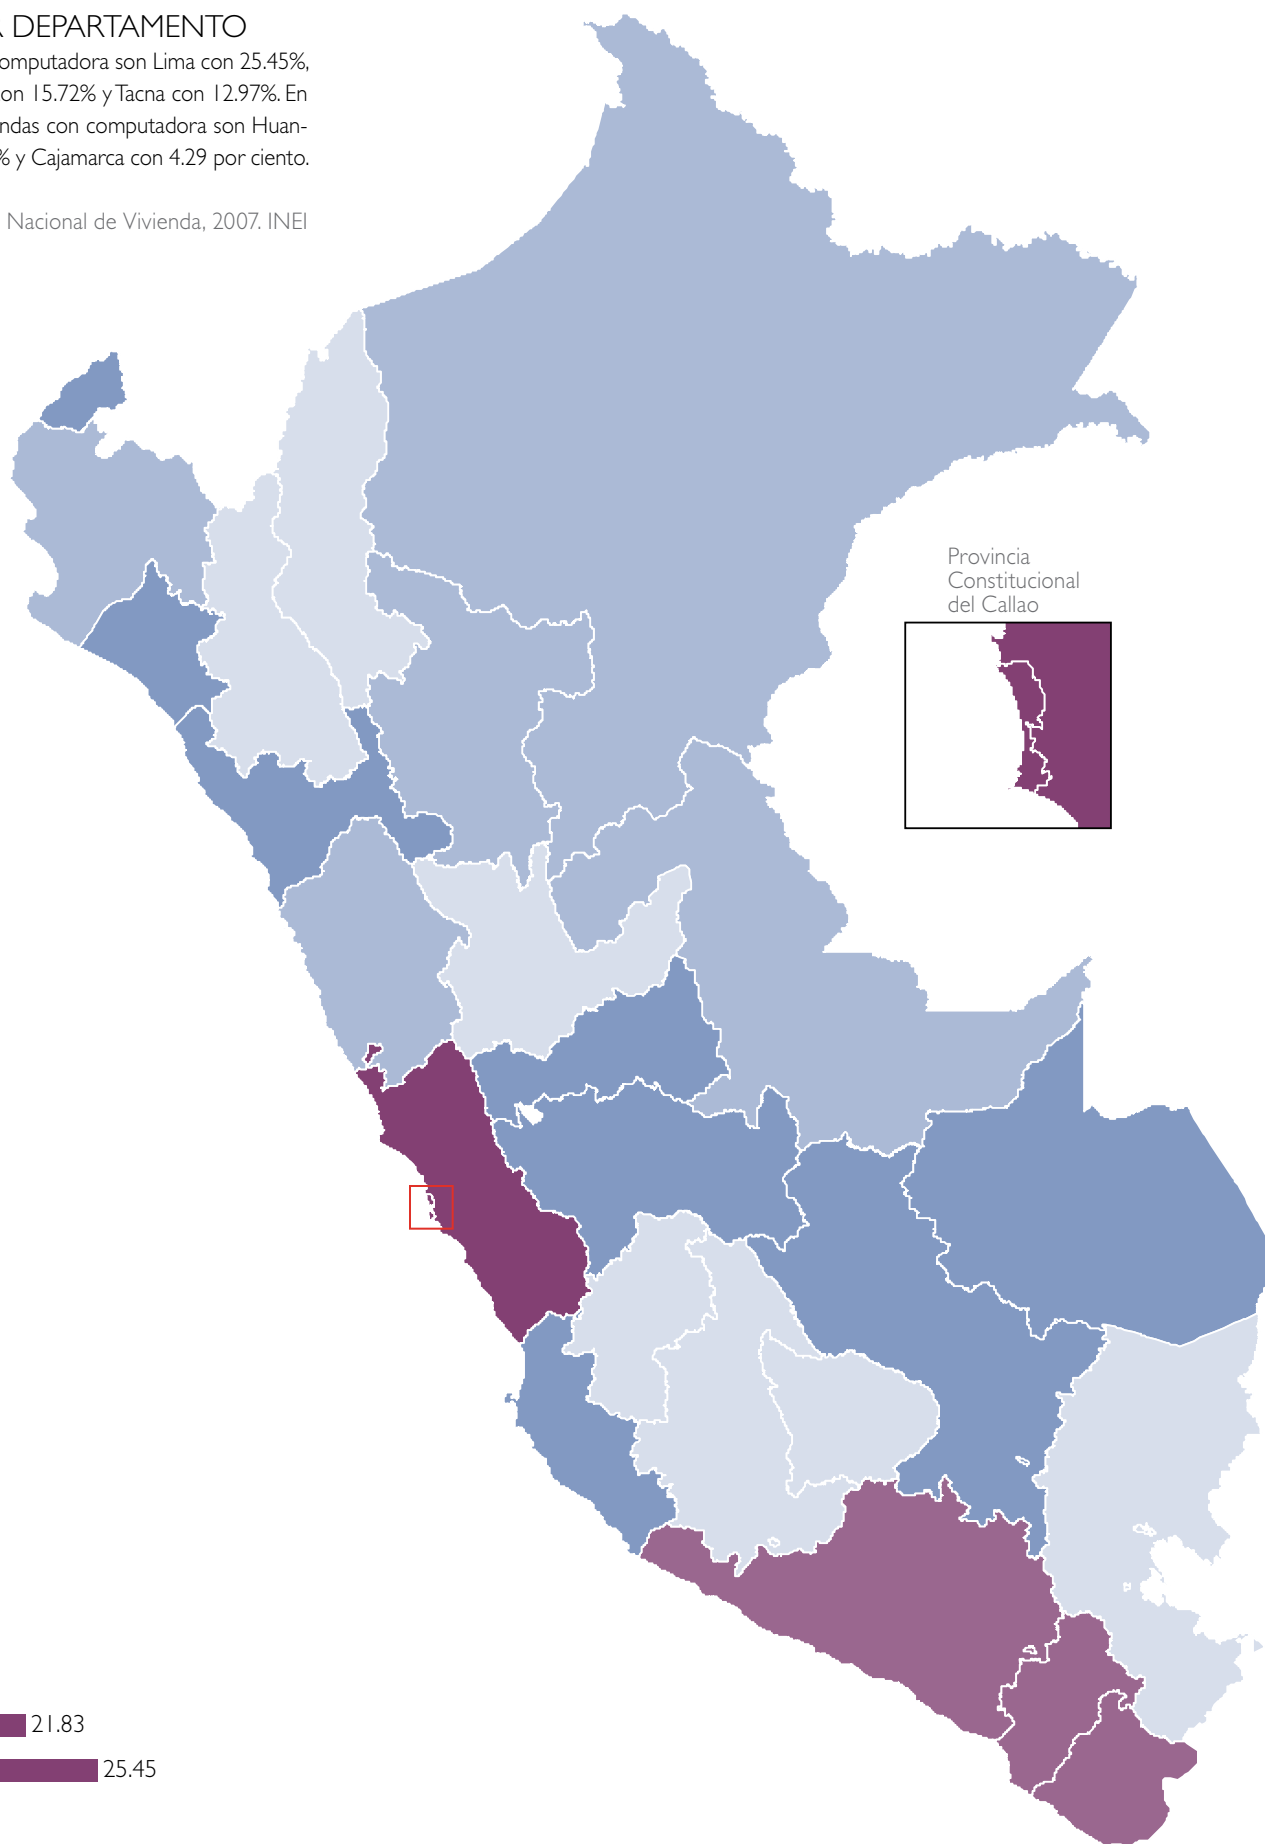 A DEPARTAMENTO
omputadora son Lima con 25.45%,
on 15.72% y Tacna con 12.97%. En
ndas con computadora son Huan-
% y Cajamarca con 4.29 por ciento.
Nacional de Vivienda, 2007. INEI
Provincia
Constitucional
del Callao
21.83
25.45